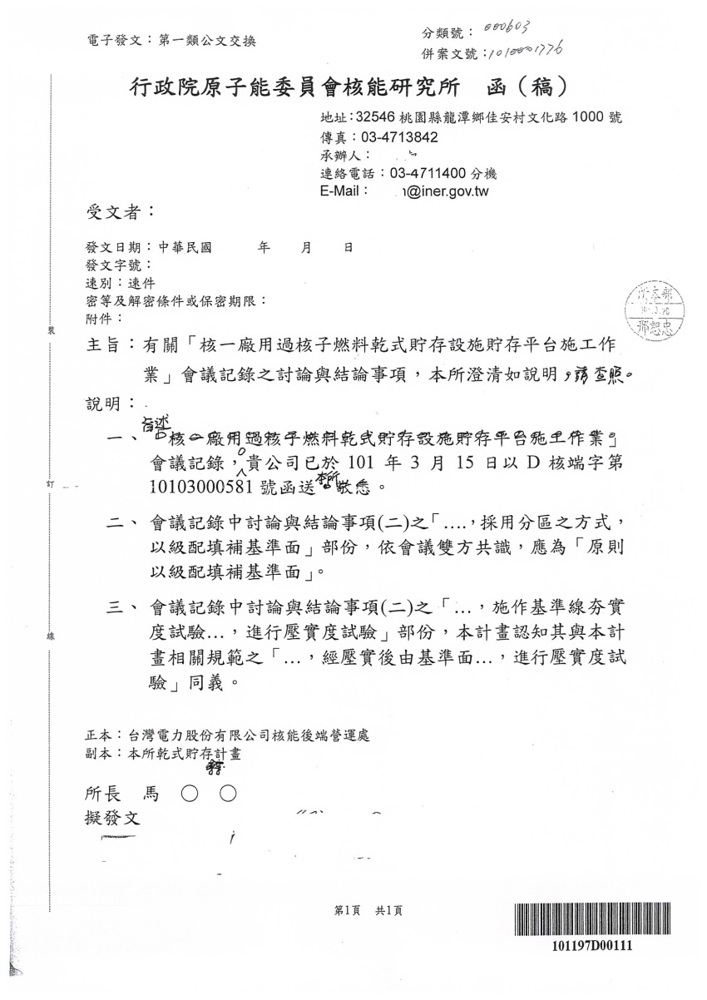 電子發文：第一類公文交換
分類號：000603
併案文號：1010001776
行政院原子能委員會核能研究所　函（稿）
地址：32546 桃園縣龍潭鄉佳安村文化路 1000 號
傳真：03-4713842
承辦人：
連絡電話：03-4711400 分機
E-Mail： @iner.gov.tw
受文者：
發文日期：中華民國　年　月　日
發文字號：
速別：速件
密等及解密條件或保密期限：
附件：
所本部
邢恕忠
裝
主旨：有關「核一廠用過核子燃料乾式貯存設施貯存平台施工作
業」會議記錄之討論與結論事項，本所澄清如說明，請查照。
說明：
旨述
一、「核一廠用過核子燃料乾式貯存設施貯存平台施工作業」
會議記錄，貴公司已於 101 年 3 月 15 日以 D 核端字第
訂
10103000581 號函送本所敬悉。
二、會議記錄中討論與結論事項(二)之「....，採用分區之方式，
以級配填補基準面」部份，依會議雙方共識，應為「原則
以級配填補基準面」。
三、會議記錄中討論與結論事項(二)之「…，施作基準線夯實
度試驗…，進行壓實度試驗」部份，本計畫認知其與本計
線
畫相關規範之「…，經壓實後由基準面…，進行壓實度試
驗」同義。
正本：台灣電力股份有限公司核能後端營運處
副本：本所乾式貯存計畫
所長　馬　○　○
擬發文
第1頁　共1頁
101197D00111